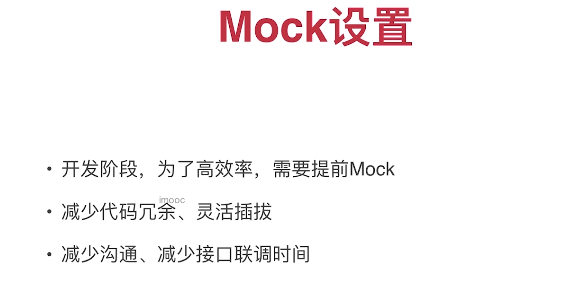 Mock设置
• 开发阶段，为了高效率，需要提前Mock
imooc
• 减少代码冗余、灵活插拔
• 减少沟通、减少接口联调时间